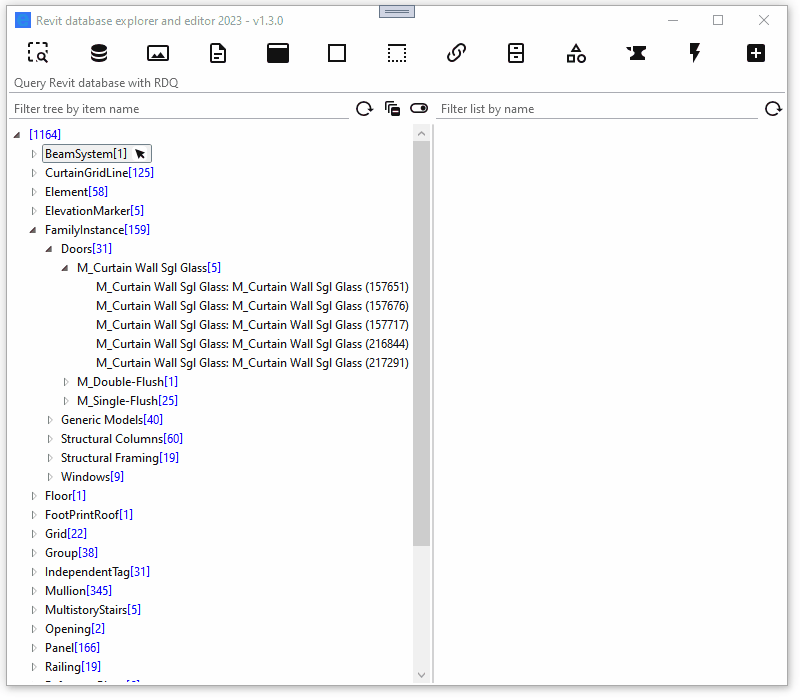 Revit database explorer and editor 2023 - v1.3.0
Query Revit database with RDQ
Filter tree by item name
Filter list by name
[1164]
BeamSystem[1]
CurtainGridLine[125]
Element[58]
ElevationMarker[5]
FamilyInstance[159]
Doors[31]
M_Curtain Wall Sgl Glass[5]
M_Curtain Wall Sgl Glass: M_Curtain Wall Sgl Glass (157651)
M_Curtain Wall Sgl Glass: M_Curtain Wall Sgl Glass (157676)
M_Curtain Wall Sgl Glass: M_Curtain Wall Sgl Glass (157717)
M_Curtain Wall Sgl Glass: M_Curtain Wall Sgl Glass (216844)
M_Curtain Wall Sgl Glass: M_Curtain Wall Sgl Glass (217291)
M_Double-Flush[1]
M_Single-Flush[25]
Generic Models[40]
Structural Columns[60]
Structural Framing[19]
Windows[9]
Floor[1]
FootPrintRoof[1]
Grid[22]
Group[38]
IndependentTag[31]
Mullion[345]
MultistoryStairs[5]
Opening[2]
Panel[166]
Railing[19]